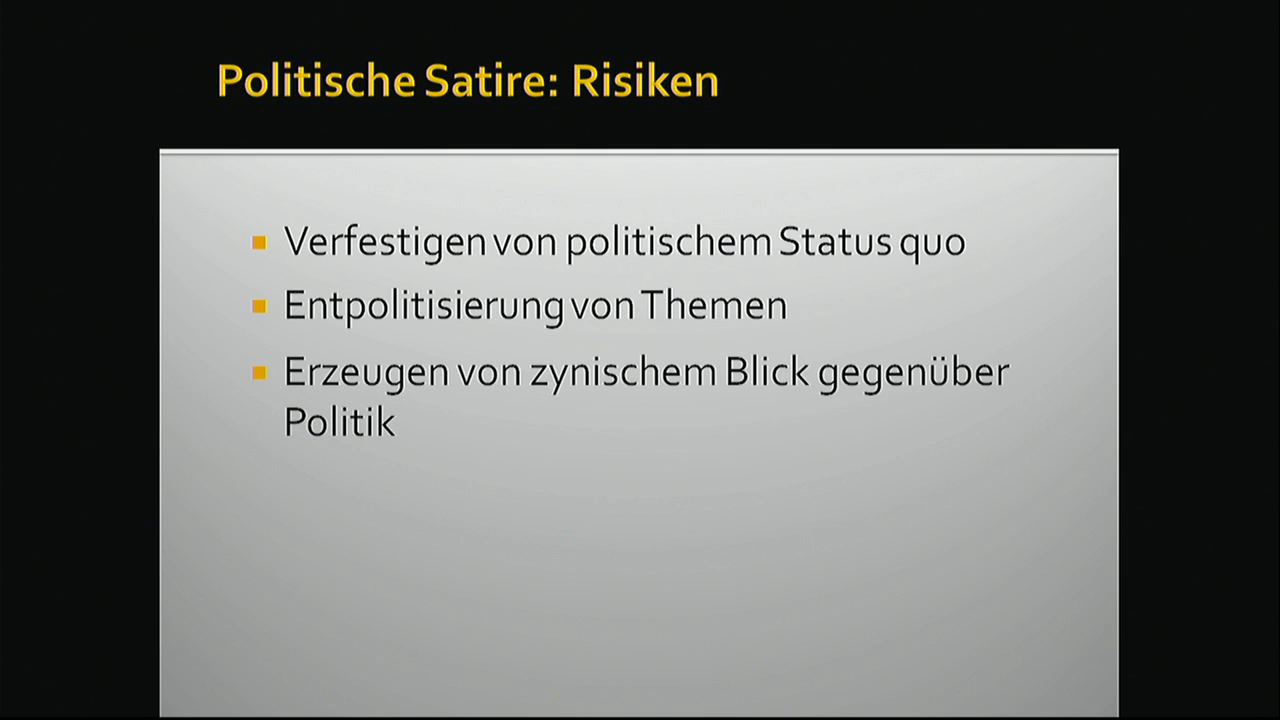 Politische Satire: Risiken
Verfestigen von politischem Status quo
Entpolitisierung von Themen
Erzeugen von zynischem Blick gegenüber
Politik